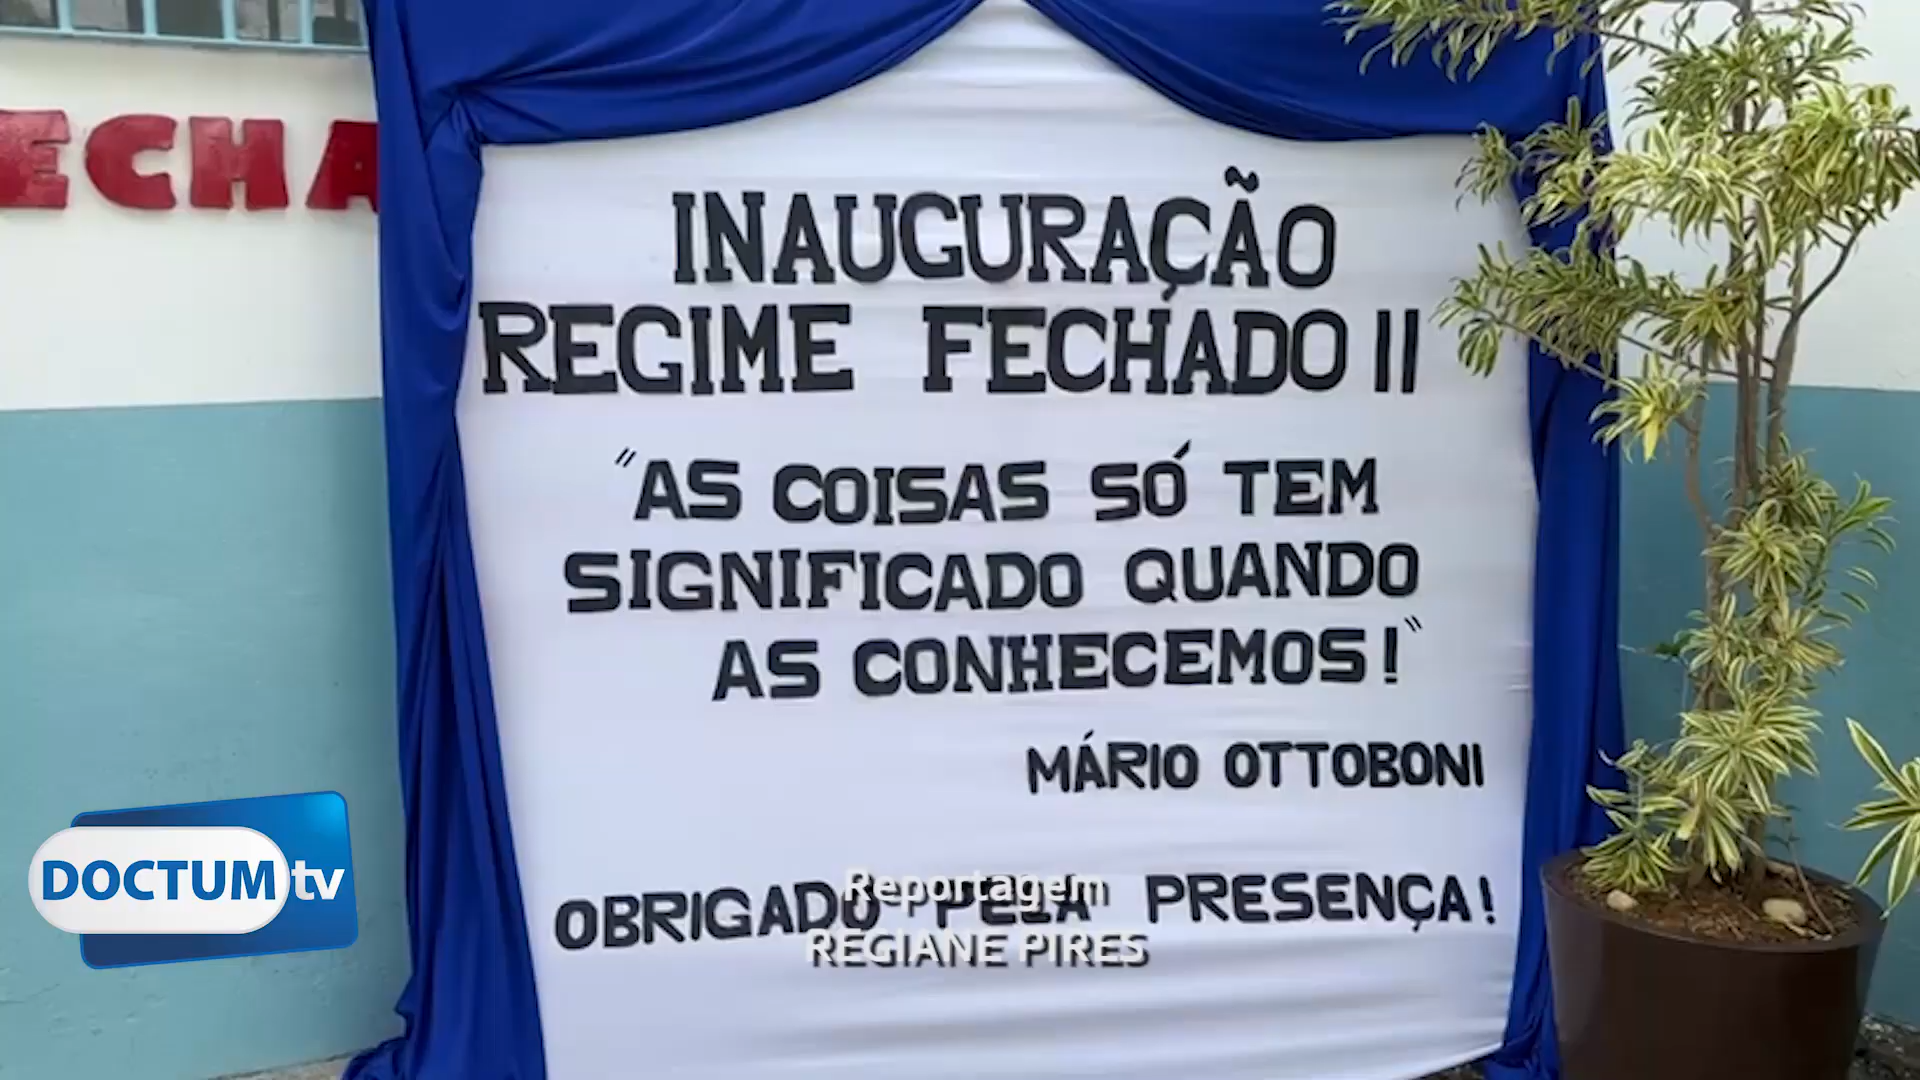 ECHA
INAUGURAÇÃO
REGIME FECHADO II
"AS COISAS SÓ TEM
SIGNIFICADO QUANDO
AS CONHECEMOS!"
MÁRIO OTTOBONI
OBRIGADO PELA PRESENÇA!
Reportagem
REGIANE PIRES
DOCTUM tv